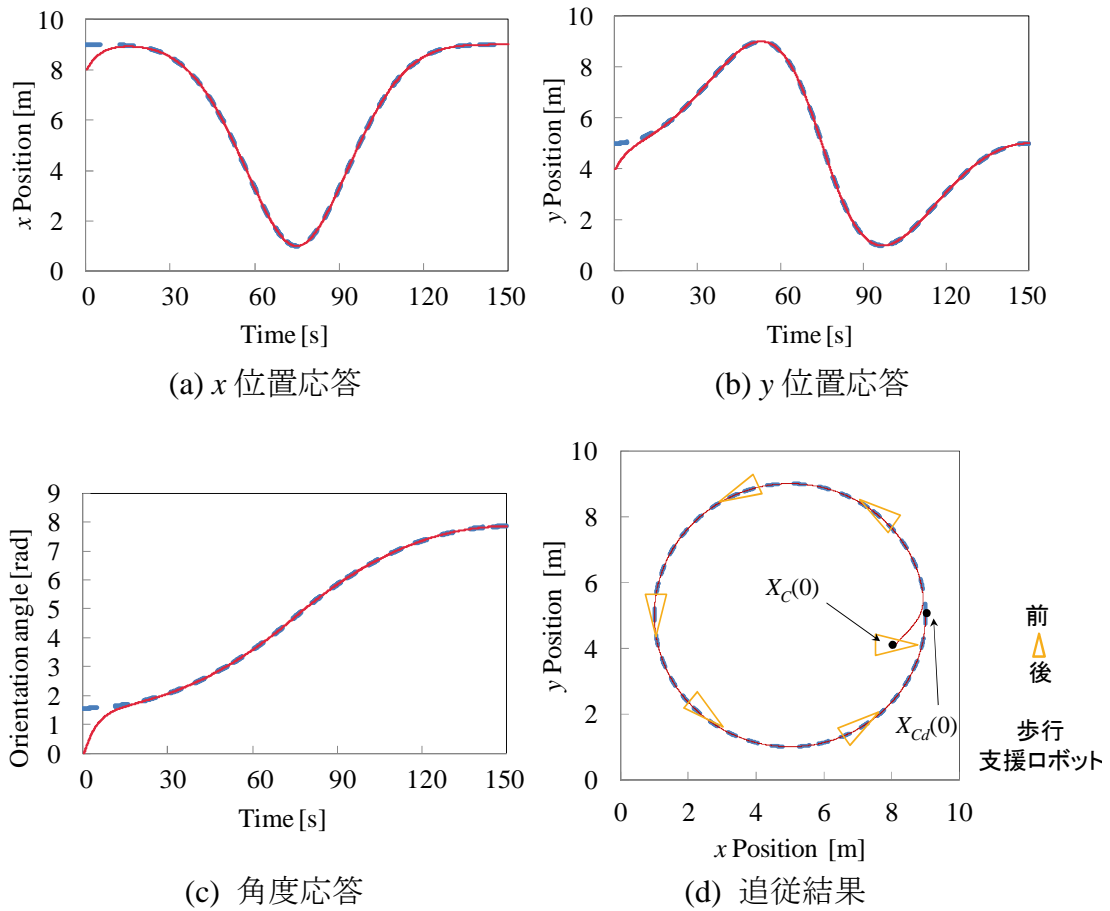 10
8
6
4
2
0
x Position [m]
0 30 60 90 120 150
Time [s]
(a) x 位置応答
10
8
6
4
2
0
y Position [m]
0 30 60 90 120 150
Time [s]
(b) y 位置応答
9
8
7
6
5
4
3
2
1
0
Orientation angle [rad]
0 30 60 90 120 150
Time [s]
(c) 角度応答
10
8
6
4
2
0
y Position [m]
X_C(0)
X_{Cd}(0)
0 2 4 6 8 10
x Position [m]
前
後
歩行
支援ロボット
(d) 追従結果